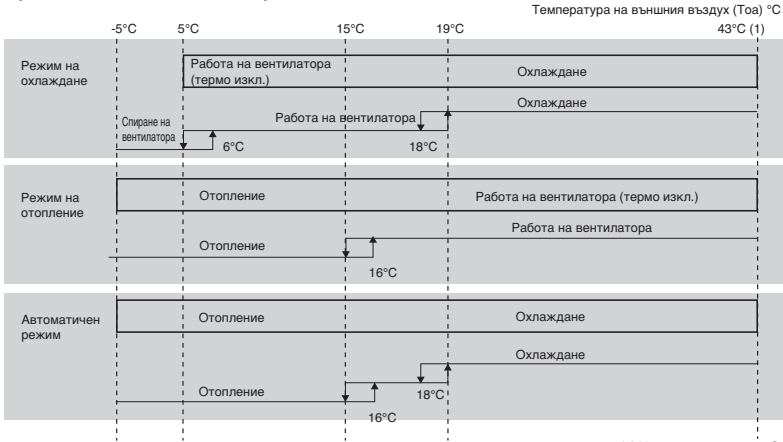 Температура на външния въздух (Toa) °C
-5°C 5°C 15°C 19°C 43°C (1)
Режим на
охлаждане
Работа на вентилатора
(термо изкл.)
Охлаждане
Охлаждане
Спиране на
вентилатора
Работа на вентилатора
6°C 18°C
Режим на
отопление
Отопление Работа на вентилатора (термо изкл.)
Работа на вентилатора
Отопление
16°C
Автоматичен
режим
Отопление Охлаждане
Охлаждане
Отопление
18°C
16°C